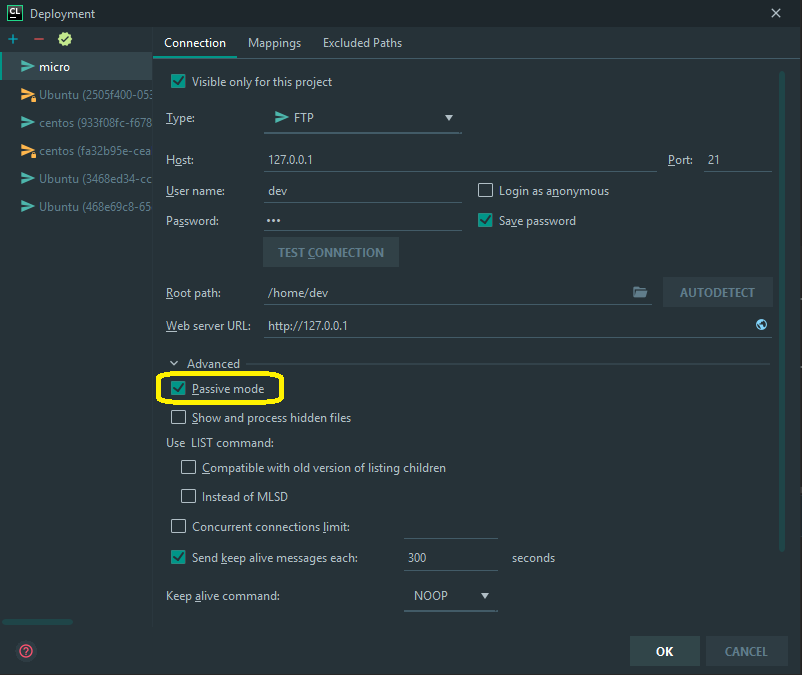 CL Deployment
Connection Mappings Excluded Paths
micro
Ubuntu (2505f400-053
centos (933f08fc-f678
centos (fa32b95e-cea
Ubuntu (3468ed34-cc
Ubuntu (468e69c8-65
Visible only for this project
Type: FTP
Host: 127.0.0.1 Port: 21
User name: dev Login as anonymous
Password: ••• Save password
TEST CONNECTION
Root path: /home/dev AUTODETECT
Web server URL: http://127.0.0.1
Advanced
Passive mode
Show and process hidden files
Use LIST command:
Compatible with old version of listing children
Instead of MLSD
Concurrent connections limit:
Send keep alive messages each: 300 seconds
Keep alive command: NOOP
? OK CANCEL